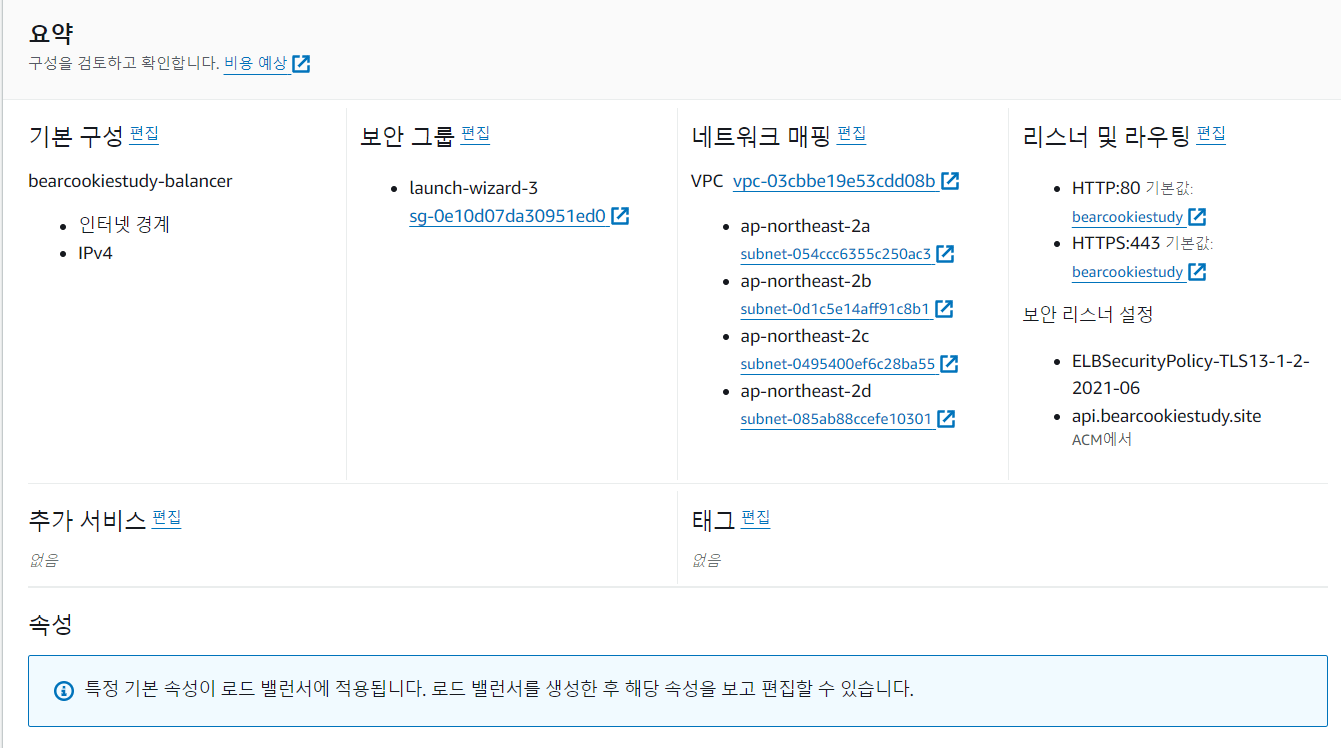 요약
구성을 검토하고 확인합니다. 비용 예상
기본 구성 편집
bearcookiestudy-balancer
인터넷 경계
IPv4
보안 그룹 편집
launch-wizard-3
sg-0e10d07da30951ed0
네트워크 매핑 편집
VPC vpc-03cbbe19e53cdd08b
ap-northeast-2a
subnet-054ccc6355c250ac3
ap-northeast-2b
subnet-0d1c5e14aff91c8b1
ap-northeast-2c
subnet-0495400ef6c28ba55
ap-northeast-2d
subnet-085ab88ccefe10301
리스너 및 라우팅 편집
HTTP:80 기본값:
bearcookiestudy
HTTPS:443 기본값:
bearcookiestudy
보안 리스너 설정
ELBSecurityPolicy-TLS13-1-2-
2021-06
api.bearcookiestudy.site
ACM에서
추가 서비스 편집
없음
태그 편집
없음
속성
특정 기본 속성이 로드 밸런서에 적용됩니다. 로드 밸런서를 생성한 후 해당 속성을 보고 편집할 수 있습니다.